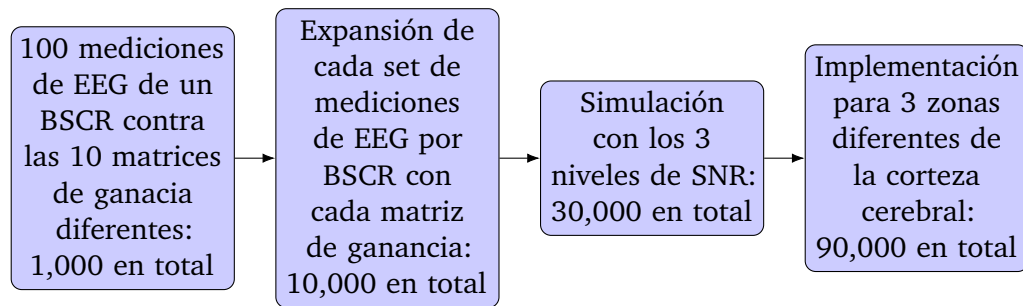 100 mediciones
de EEG de un
BSCR contra
las 10 matrices
de ganacia
diferentes:
1,000 en total
Expansión de
cada set de
mediciones
de EEG por
BSCR con
cada matriz
de ganancia:
10,000 en total
Simulación
con los 3
niveles de SNR:
30,000 en total
Implementación
para 3 zonas
diferentes de
la corteza
cerebral:
90,000 en total